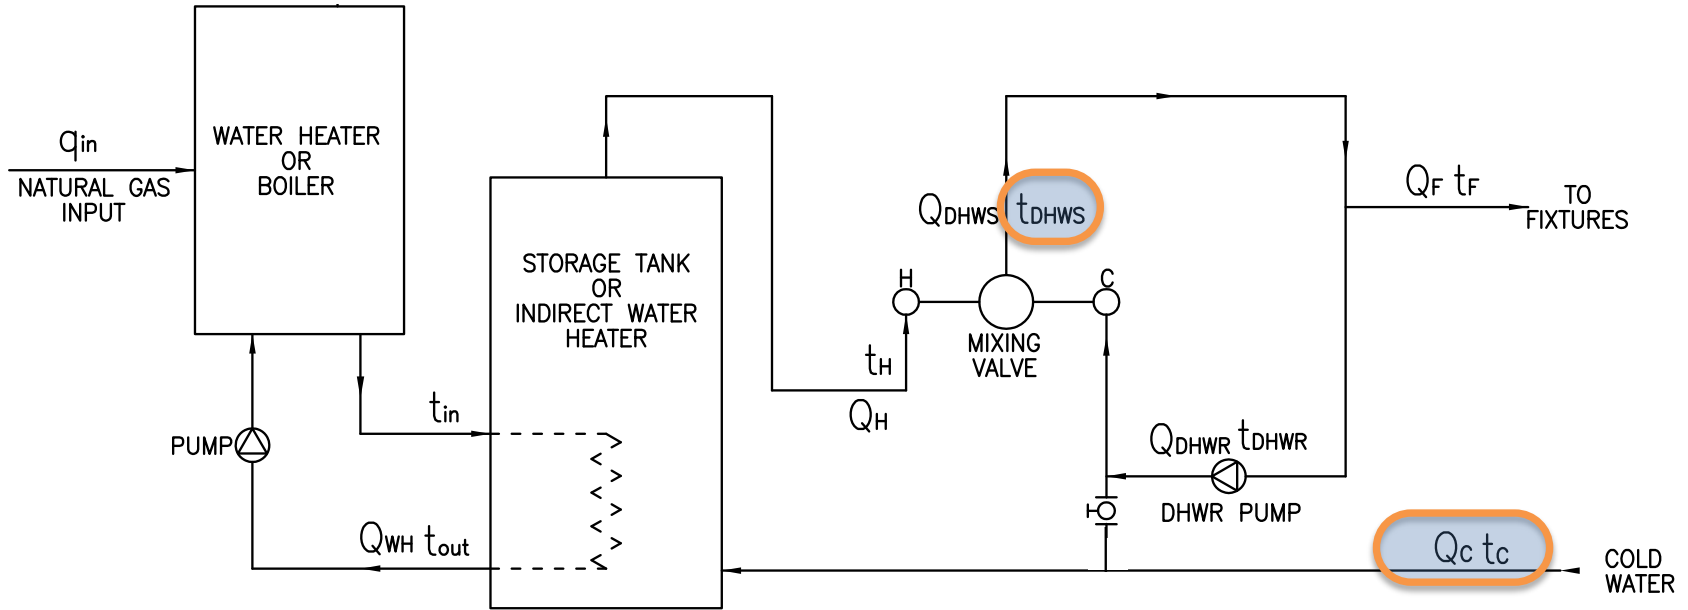 qin
NATURAL GAS
INPUT
WATER HEATER
OR
BOILER
STORAGE TANK
OR
INDIRECT WATER
HEATER
PUMP
tin
QWH tout
tH
QH
H
C
MIXING
VALVE
QDHWS tDHWS
QF tF
TO
FIXTURES
QDHWR tDHWR
DHWR PUMP
QC tC
COLD
WATER